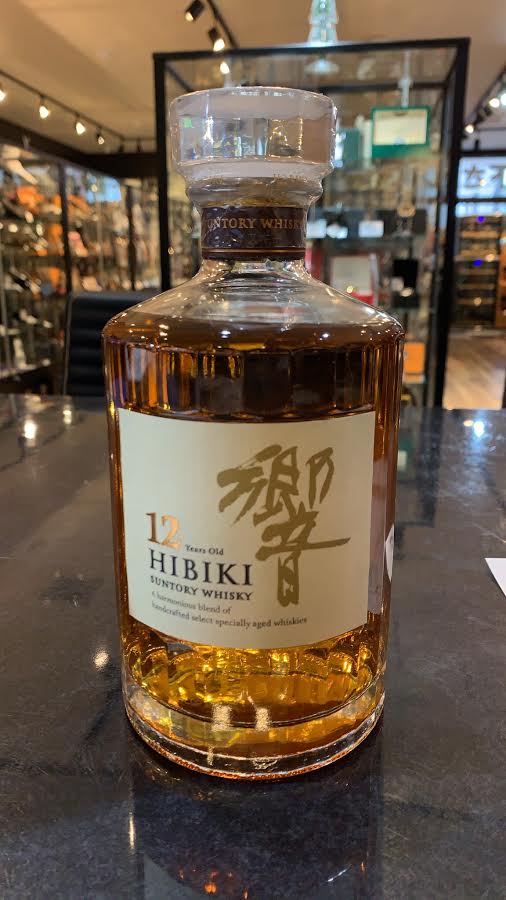 SUNTORY WHISKY
響
12 Years Old
HIBIKI
SUNTORY WHISKY
a harmonious blend of
handcrafted select specially aged whiskies